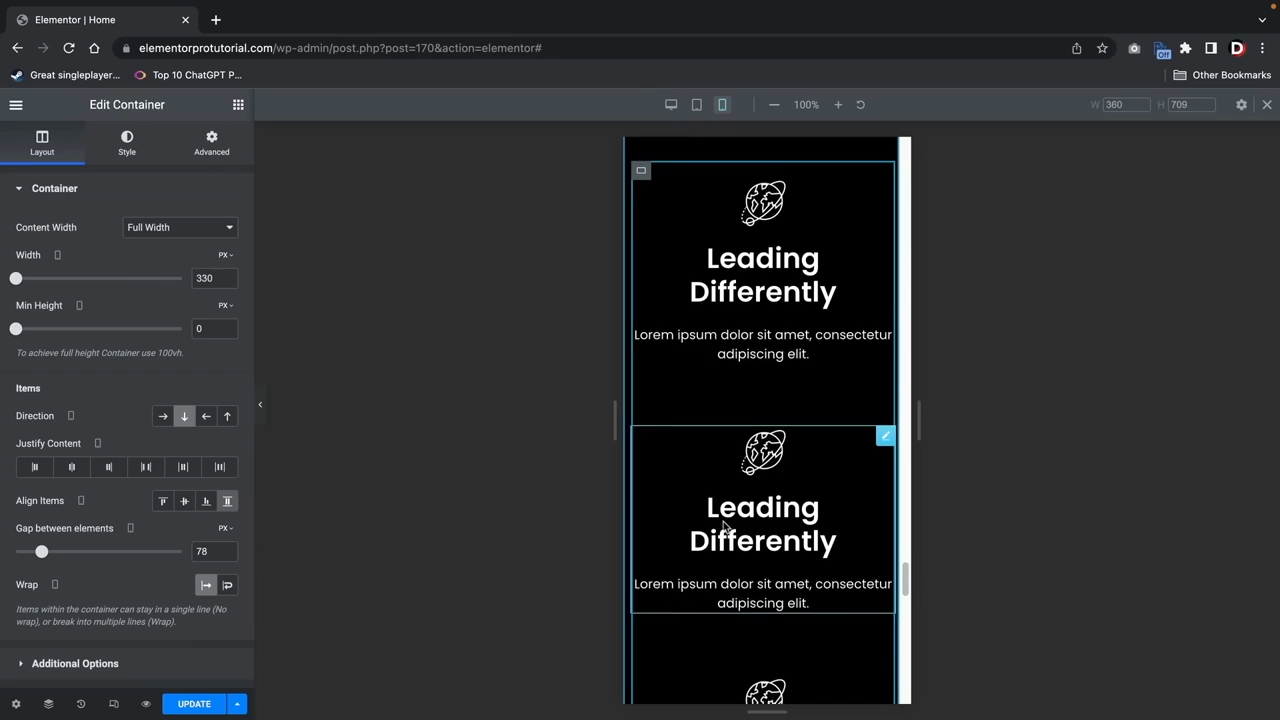 Elementor | Home
elementorprotutorial.com/wp-admin/post.php?post=170&action=elementor#
Off
D
Great singleplayer...
Top 10 ChatGPT P...
Other Bookmarks
Edit Container
100%
W 360 H 709
Layout
Style
Advanced
Container
Content Width
Full Width
Width
PX
330
Min Height
PX
0
To achieve full height Container use 100vh.
Items
Direction
Justify Content
Align Items
Gap between elements
PX
78
Wrap
Items within the container can stay in a single line (No
wrap), or break into multiple lines (Wrap).
Additional Options
UPDATE
Leading
Differently
Lorem ipsum dolor sit amet, consectetur
adipiscing elit.
Leading
Differently
Lorem ipsum dolor sit amet, consectetur
adipiscing elit.